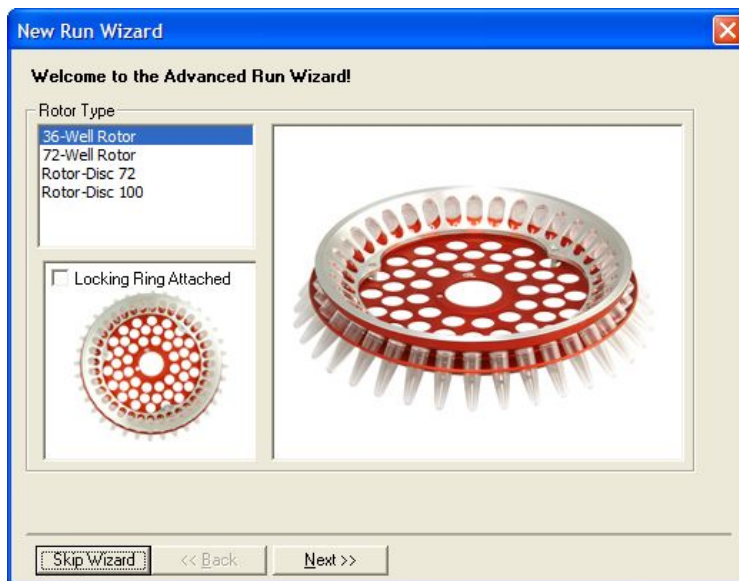 New Run Wizard
Welcome to the Advanced Run Wizard!
Rotor Type
36-Well Rotor
72-Well Rotor
Rotor-Disc 72
Rotor-Disc 100
Locking Ring Attached
Skip Wizard
<< Back
Next >>